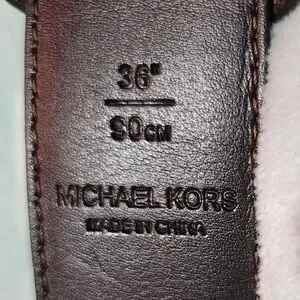 36"
90CM
MICHAEL KORS
MADE IN CHINA